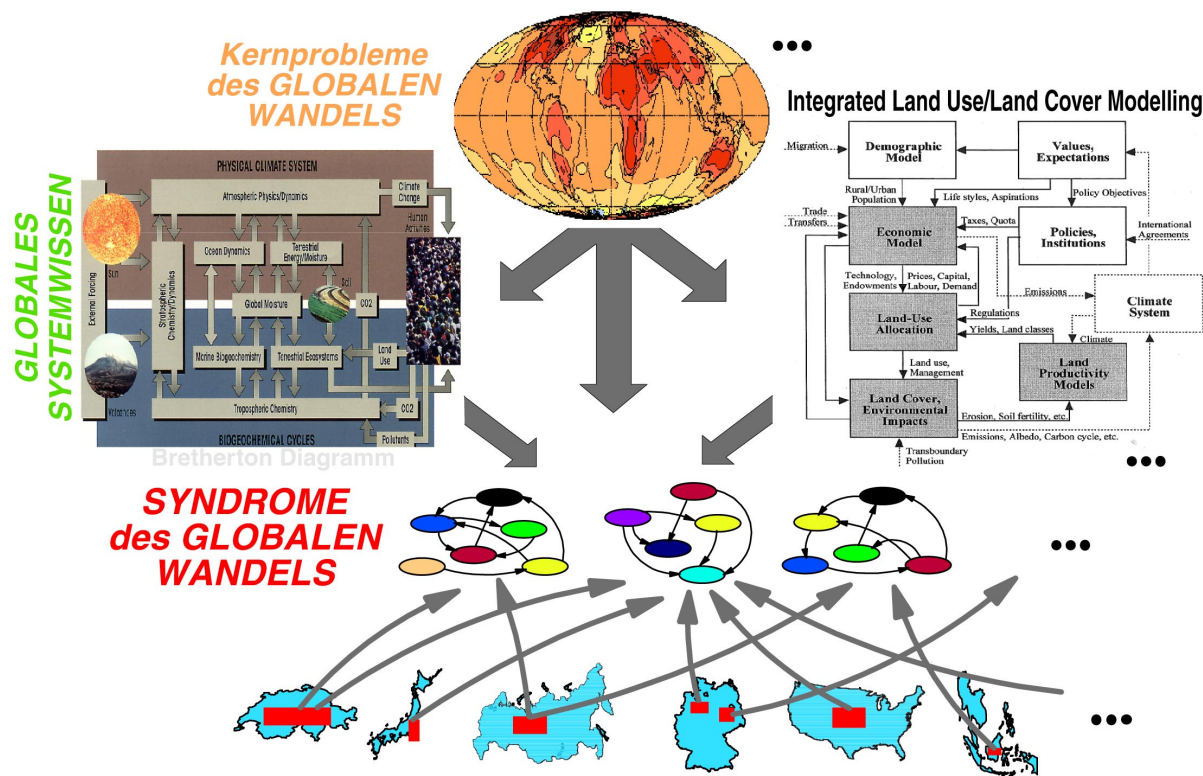 Kernprobleme
des GLOBALEN
WANDELS
GLOBALES
SYSTEMWISSEN
PHYSICAL CLIMATE SYSTEM
Atmospheric Physics/Dynamics
Climate
Change
Human
Activities
External Forcing
Sun
Volcanoes
Stratospheric
Chemistry/Dynamics
Ocean Dynamics
Terrestrial
Energy/Moisture
Soil
CO2
Global Moisture
Marine Biogeochemistry
Terrestrial Ecosystems
Land
Use
Tropospheric Chemistry
CO2
Pollutants
BIOGEOCHEMICAL CYCLES
Bretherton Diagramm
Integrated Land Use/Land Cover Modelling
Migration
Demographic
Model
Values,
Expectations
Rural/Urban
Population
Life styles, Aspirations
Policy Objectives
Trade
Transfers
Economic
Model
Taxes, Quota
Policies,
Institutions
International
Agreements
Technology,
Endowments
Prices, Capital,
Labour, Demand
Emissions
Climate
System
Land-Use
Allocation
Regulations
Yields, Land classes
Climate
Land use,
Management
Land
Productivity
Models
Land Cover,
Environmental
Impacts
Erosion, Soil fertility, etc.
Emissions, Albedo, Carbon cycle, etc.
Transboundary
Pollution
SYNDROME
des GLOBALEN
WANDELS